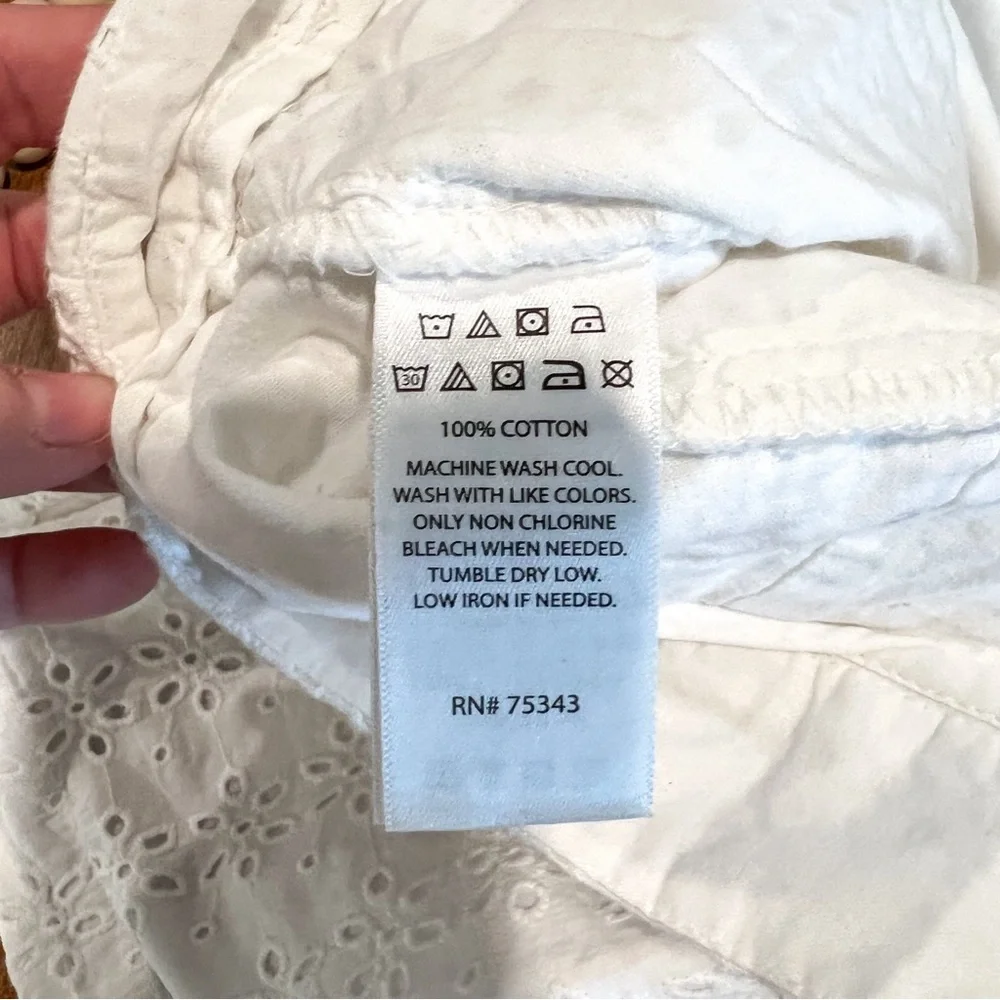 30
100% COTTON
MACHINE WASH COOL.
WASH WITH LIKE COLORS.
ONLY NON CHLORINE
BLEACH WHEN NEEDED.
TUMBLE DRY LOW.
LOW IRON IF NEEDED.
RN# 75343